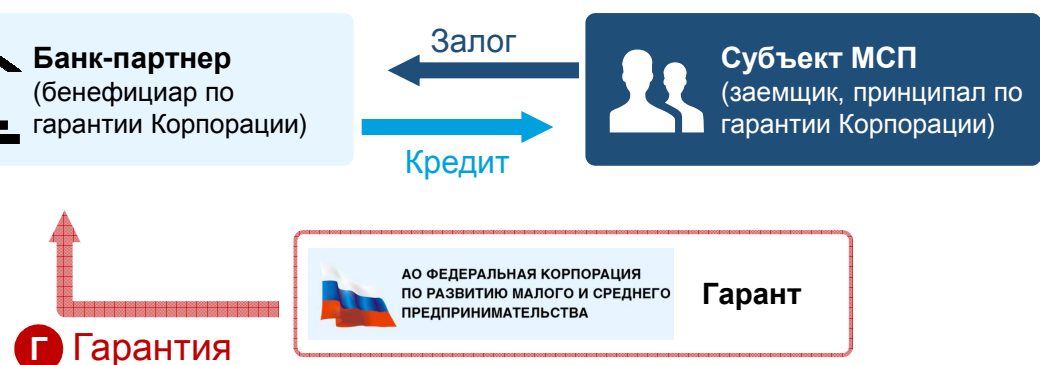 Банк-партнер
(бенефициар по
гарантии Корпорации)
Залог
Кредит
Субъект МСП
(заемщик, принципал по
гарантии Корпорации)
АО ФЕДЕРАЛЬНАЯ КОРПОРАЦИЯ
ПО РАЗВИТИЮ МАЛОГО И СРЕДНЕГО
ПРЕДПРИНИМАТЕЛЬСТВА
Гарант
Г Гарантия